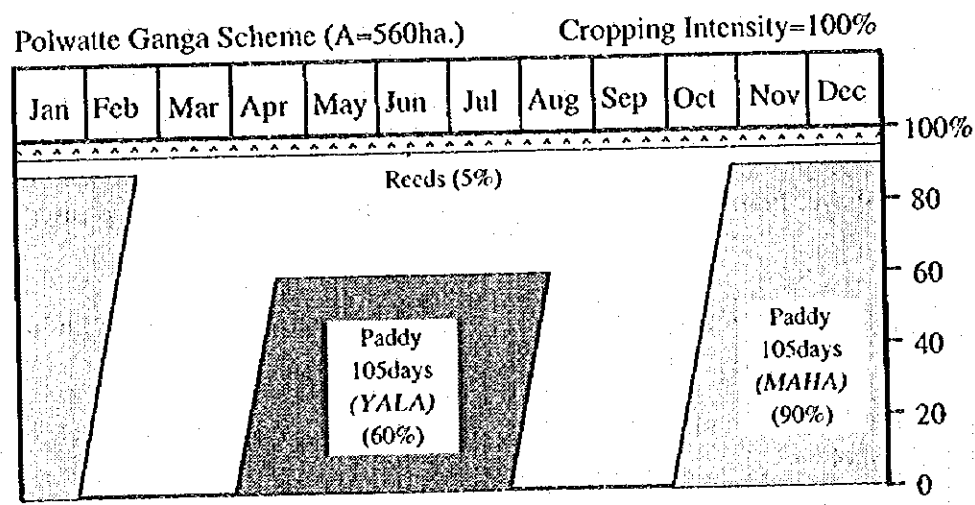 Polwatte Ganga Scheme (A=560ha.) Cropping Intensity=100%
Jan Feb Mar Apr May Jun Jul Aug Sep Oct Nov Dec
100%
Reeds (5%)
80
60
Paddy
105days
(YALA)
(60%)
Paddy
105days
(MAHA)
(90%)
40
20
0